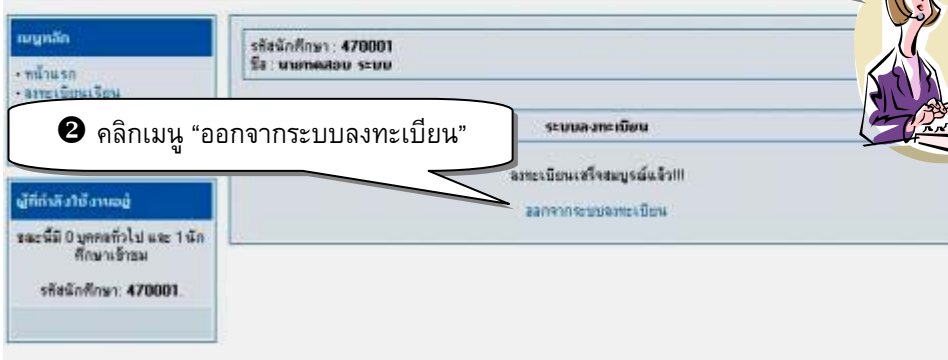 เมนูหลัก
• หน้าแรก
• ลงทะเบียนเรียน
ผู้ที่กำลังใช้งานอยู่
ขณะนี้มี 0 บุคคลทั่วไป และ 1 นัก
ศึกษาเข้าชม
รหัสนักศึกษา: 470001.
รหัสนักศึกษา : 470001
ชื่อ : นายทดสอบ ระบบ
❷ คลิกเมนู “ออกจากระบบลงทะเบียน”
ระบบลงทะเบียน
ลงทะเบียนเสร็จสมบูรณ์แล้ว!!!
ออกจากระบบลงทะเบียน